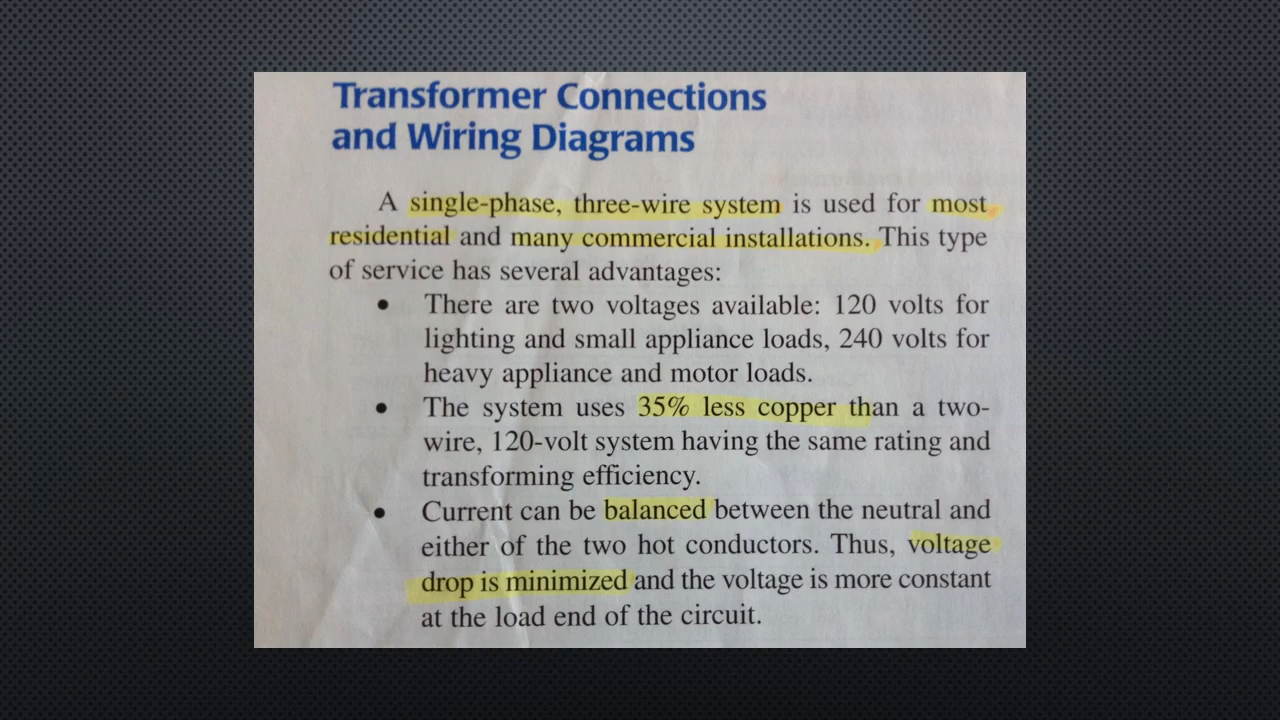 Transformer Connections
and Wiring Diagrams
A single-phase, three-wire system is used for most
residential and many commercial installations. This type
of service has several advantages:
• There are two voltages available: 120 volts for
lighting and small appliance loads, 240 volts for
heavy appliance and motor loads.
• The system uses 35% less copper than a two-
wire, 120-volt system having the same rating and
transforming efficiency.
• Current can be balanced between the neutral and
either of the two hot conductors. Thus, voltage
drop is minimized and the voltage is more constant
at the load end of the circuit.